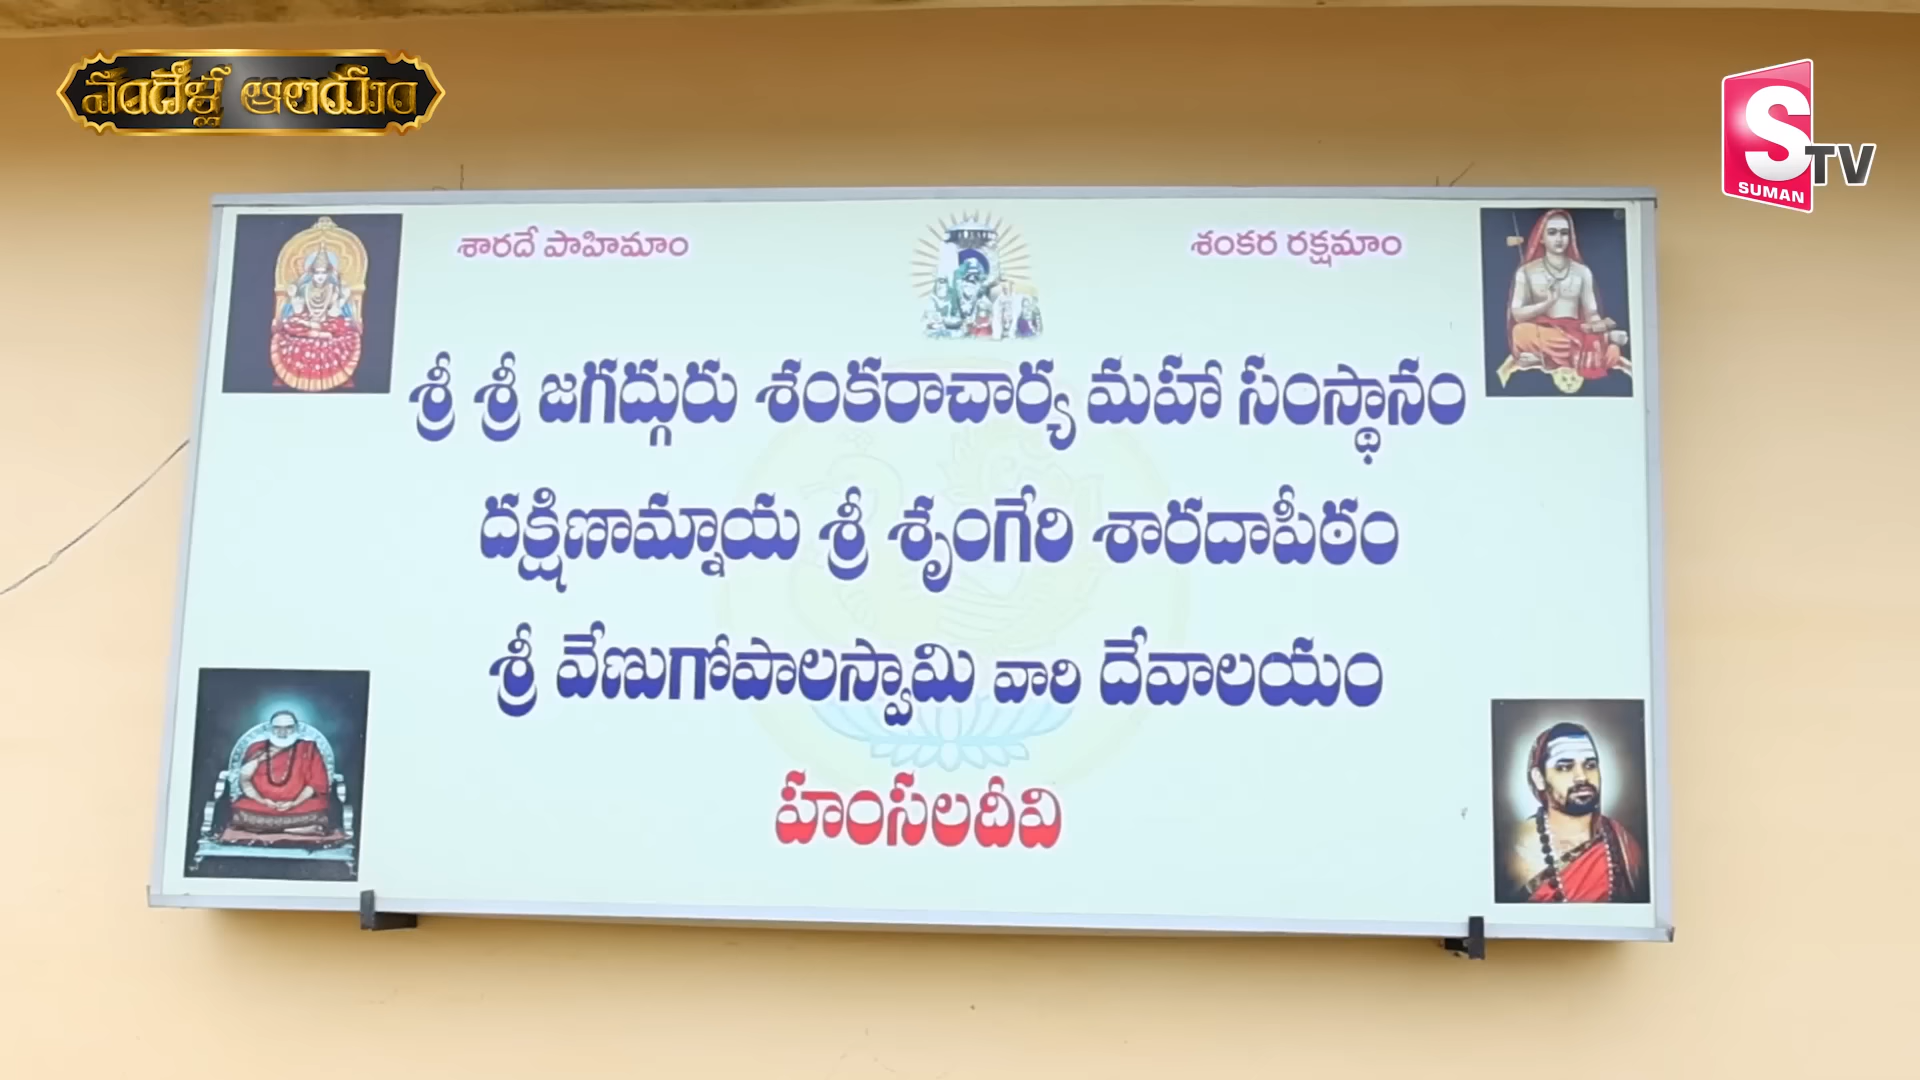 వందేళ్ల ఆలయం
S TV
SUMAN
శారదే పాహిమాం
శంకర రక్షమాం
శ్రీ శ్రీ జగద్గురు శంకరాచార్య మహా సంస్థానం
దక్షిణామ్నాయ శ్రీ శృంగేరి శారదాపీఠం
శ్రీ వేణుగోపాలస్వామి వారి దేవాలయం
హంసలదీవి